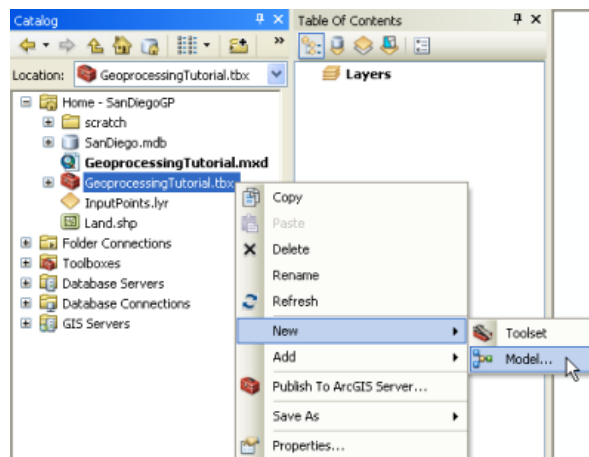 Catalog
Table Of Contents
Location: GeoprocessingTutorial.tbx
Layers
Home - SanDiegoGP
scratch
SanDiego.mdb
GeoprocessingTutorial.mxd
GeoprocessingTutorial.tbx
InputPoints.lyr
Land.shp
Folder Connections
Toolboxes
Database Servers
Database Connections
GIS Servers
Copy
Paste
Delete
Rename
Refresh
New
Add
Publish To ArcGIS Server...
Save As
Properties...
Toolset
Model...